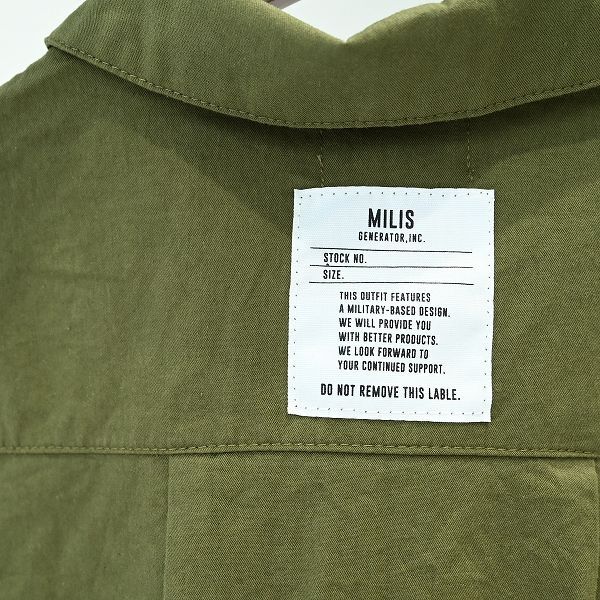 MILIS
GENERATOR, INC.
STOCK NO.
SIZE.
THIS OUTFIT FEATURES
A MILITARY-BASED DESIGN.
WE WILL PROVIDE YOU
WITH BETTER PRODUCTS.
WE LOOK FORWARD TO
YOUR CONTINUED SUPPORT.
DO NOT REMOVE THIS LABLE.